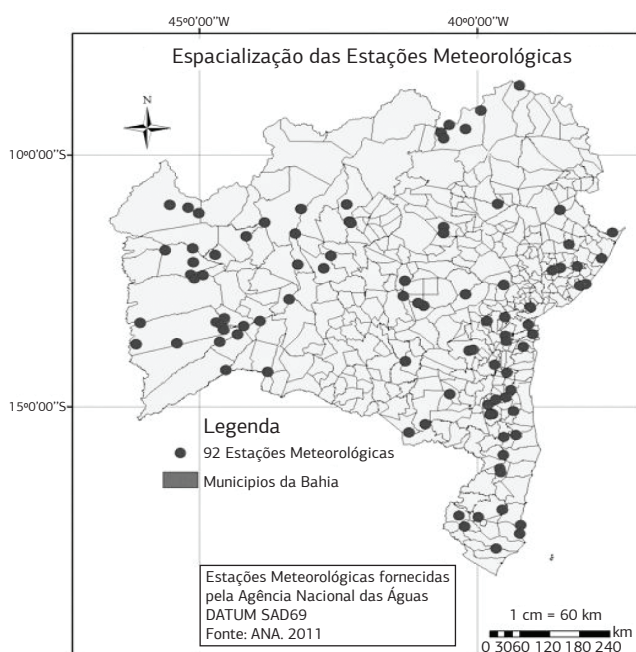 45º0'00''W 40º0'00''W
Espacialização das Estações Meteorológicas
N
10º0'00''S
15º0'00''S
Legenda
92 Estações Meteorológicas
Municipios da Bahia
Estações Meteorológicas fornecidas
pela Agência Nacional das Águas
DATUM SAD69
Fonte: ANA. 2011
1 cm = 60 km
km
0 3060 120 180 240